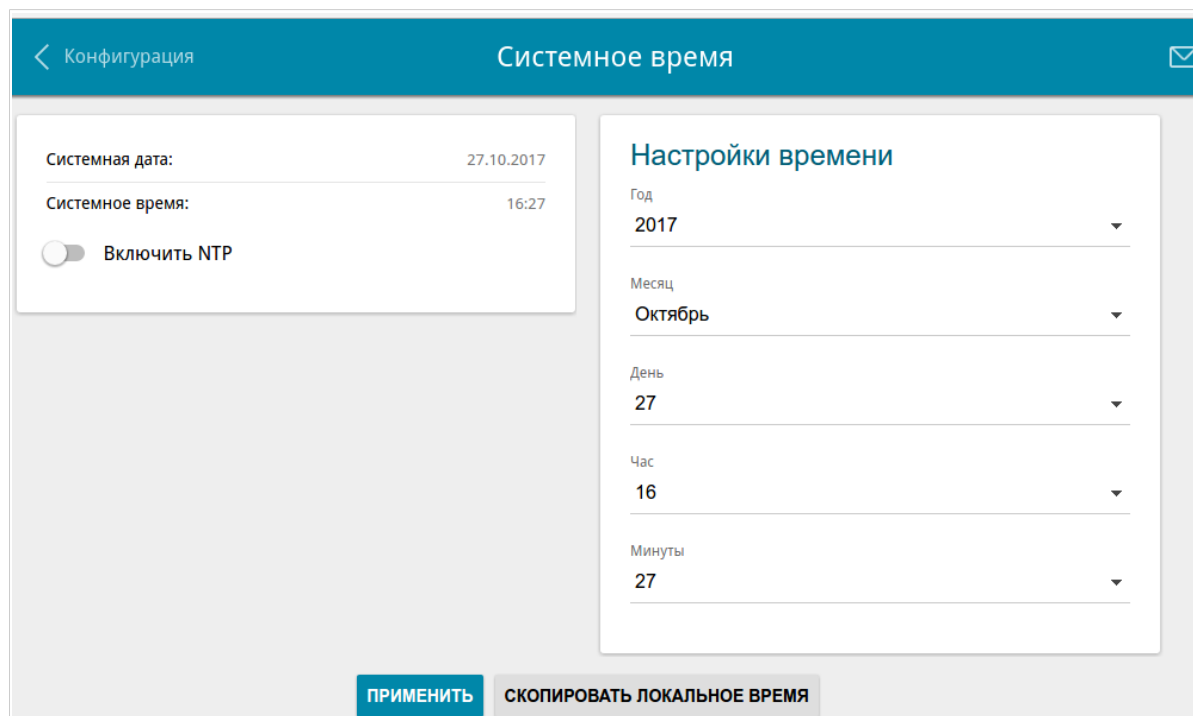 Конфигурация
Системное время
Системная дата: 27.10.2017
Системное время: 16:27
Включить NTP
Настройки времени
Год
2017
Месяц
Октябрь
День
27
Час
16
Минуты
27
ПРИМЕНИТЬ
СКОПИРОВАТЬ ЛОКАЛЬНОЕ ВРЕМЯ